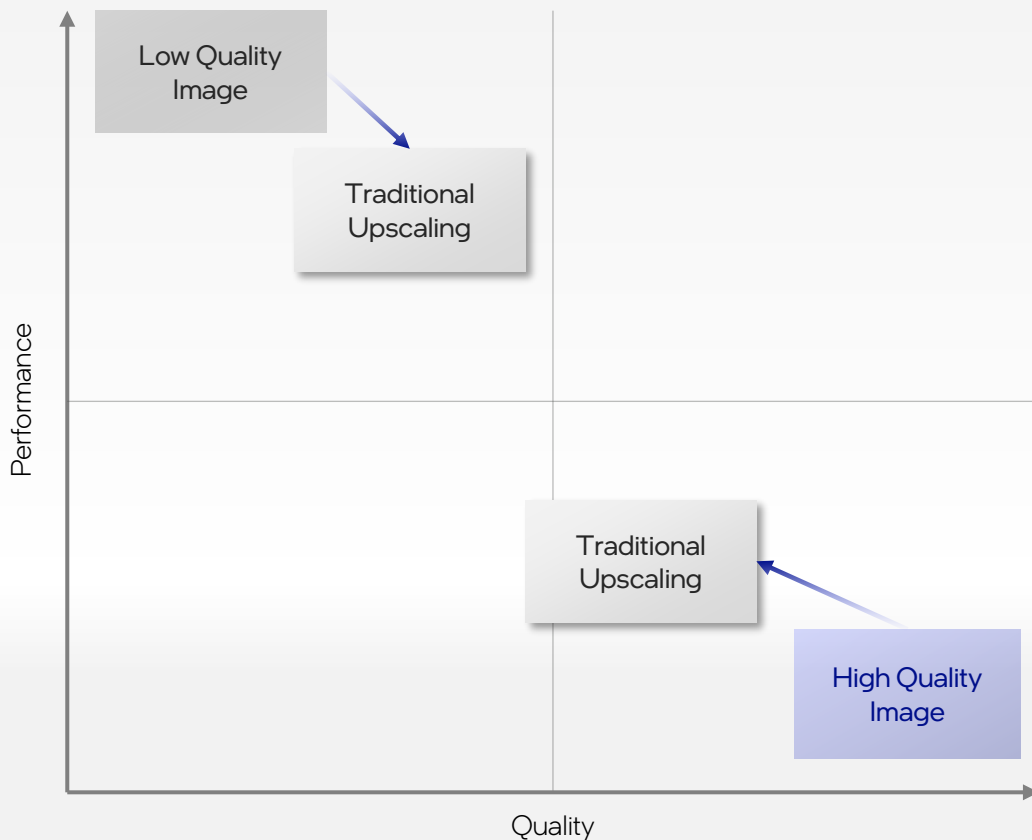 Low Quality
Image
Traditional
Upscaling
Performance
Traditional
Upscaling
High Quality
Image
Quality